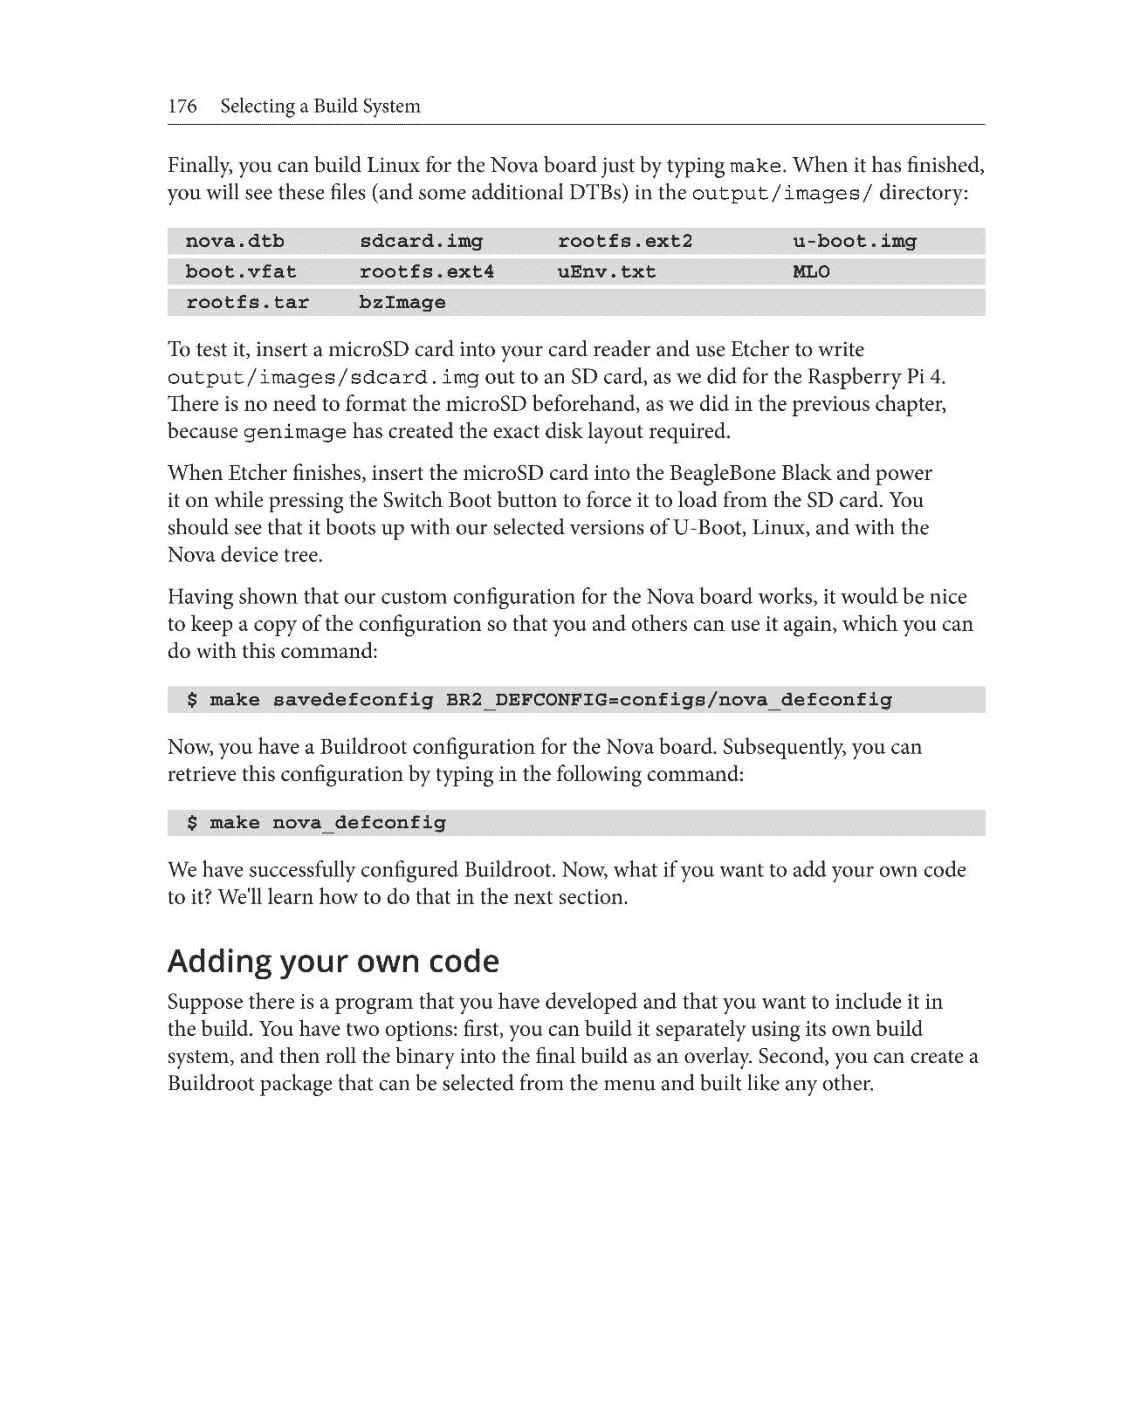 176 Selecting a Build System
Finally, you can build Linux for the Nova board just by typing make. When it has finished,
you will see these files (and some additional DTBs) in the output/images/ directory:
nova.dtb sdcard.img rootfs.ext2 u-boot.img
boot.vfat rootfs.ext4 uEnv.txt MLO
rootfs.tar bzImage
To test it, insert a microSD card into your card reader and use Etcher to write
output/images/sdcard.img out to an SD card, as we did for the Raspberry Pi 4.
There is no need to format the microSD beforehand, as we did in the previous chapter,
because genimage has created the exact disk layout required.
When Etcher finishes, insert the microSD card into the BeagleBone Black and power
it on while pressing the Switch Boot button to force it to load from the SD card. You
should see that it boots up with our selected versions of U-Boot, Linux, and with the
Nova device tree.
Having shown that our custom configuration for the Nova board works, it would be nice
to keep a copy of the configuration so that you and others can use it again, which you can
do with this command:
$ make savedefconfig BR2_DEFCONFIG=configs/nova_defconfig
Now, you have a Buildroot configuration for the Nova board. Subsequently, you can
retrieve this configuration by typing in the following command:
$ make nova_defconfig
We have successfully configured Buildroot. Now, what if you want to add your own code
to it? We'll learn how to do that in the next section.
Adding your own code
Suppose there is a program that you have developed and that you want to include it in
the build. You have two options: first, you can build it separately using its own build
system, and then roll the binary into the final build as an overlay. Second, you can create a
Buildroot package that can be selected from the menu and built like any other.